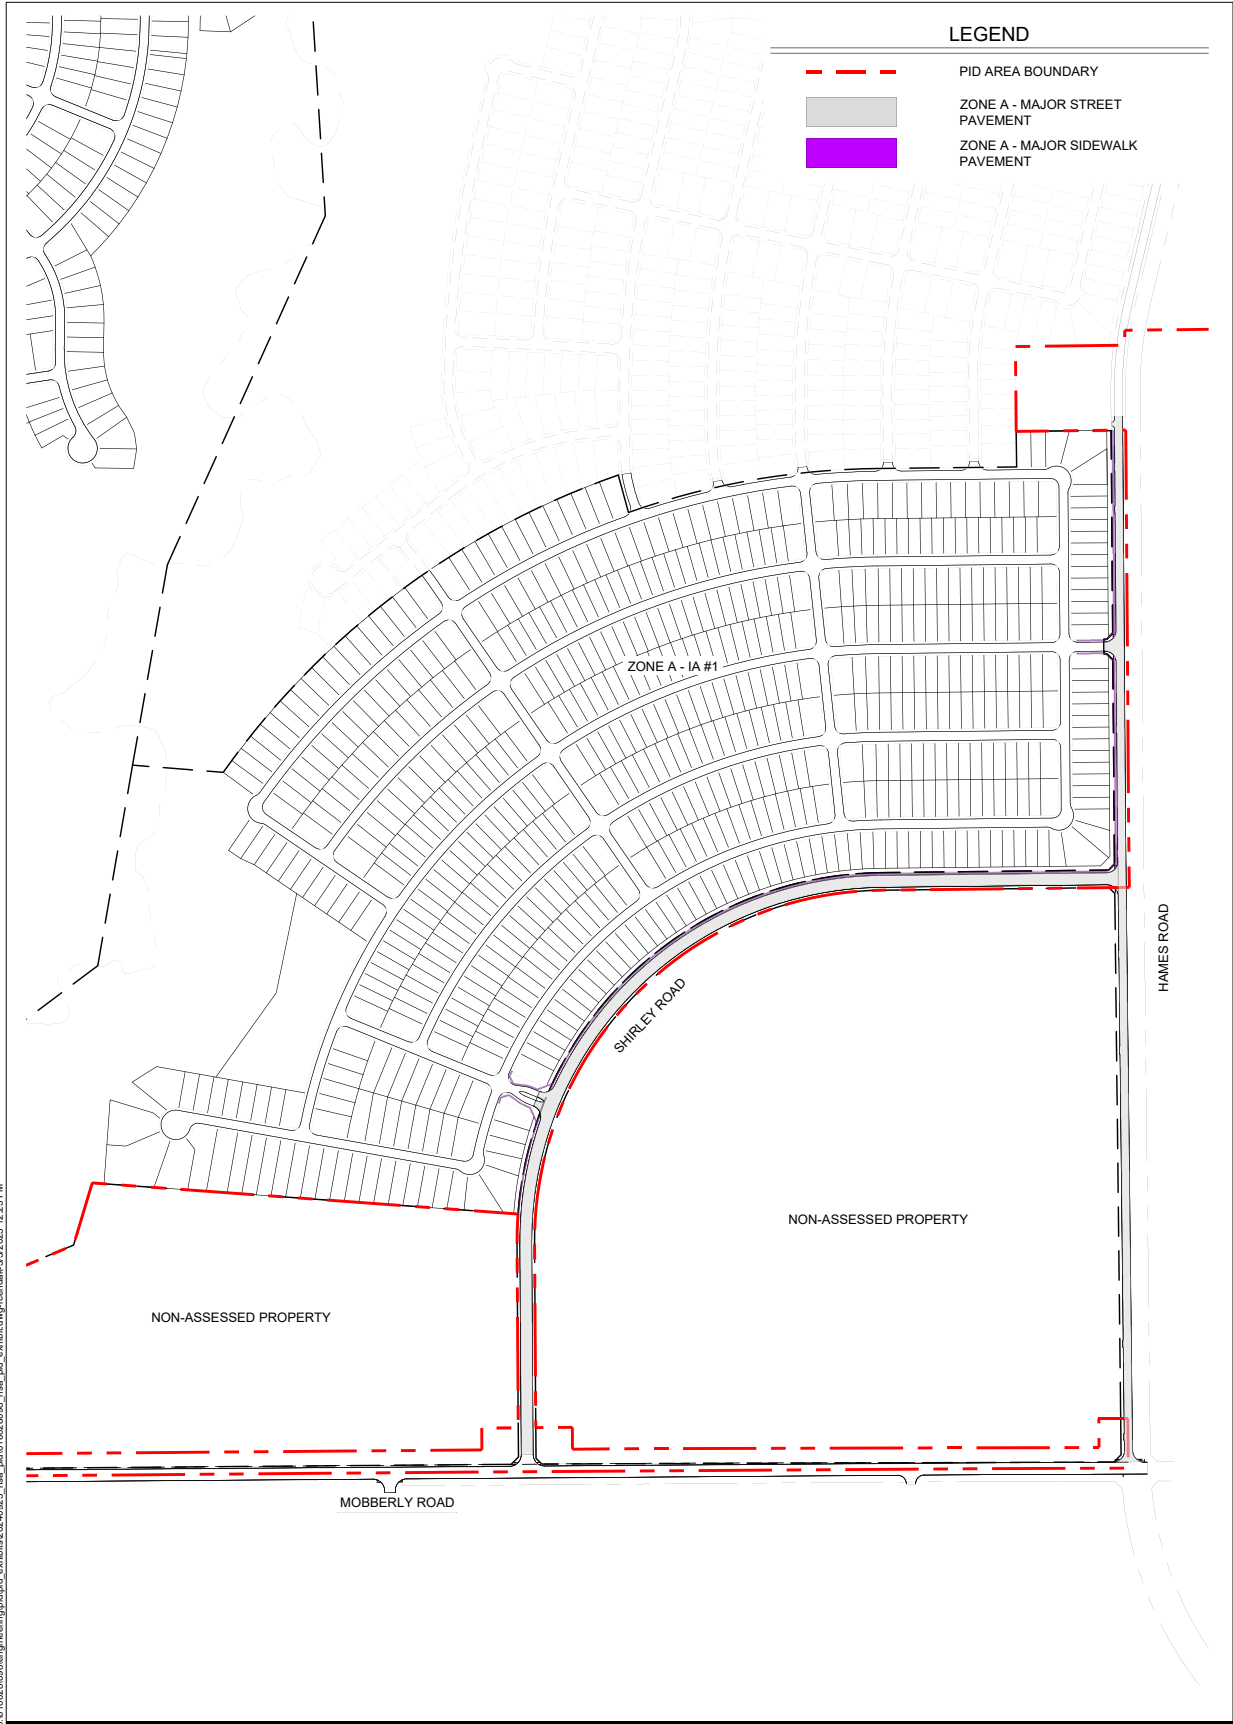 LEGEND
PID AREA BOUNDARY
ZONE A - MAJOR STREET
PAVEMENT
ZONE A - MAJOR SIDEWALK
PAVEMENT
ZONE A - IA #1
HAMES ROAD
SHIRLEY ROAD
NON-ASSESSED PROPERTY
NON-ASSESSED PROPERTY
MOBBERLY ROAD